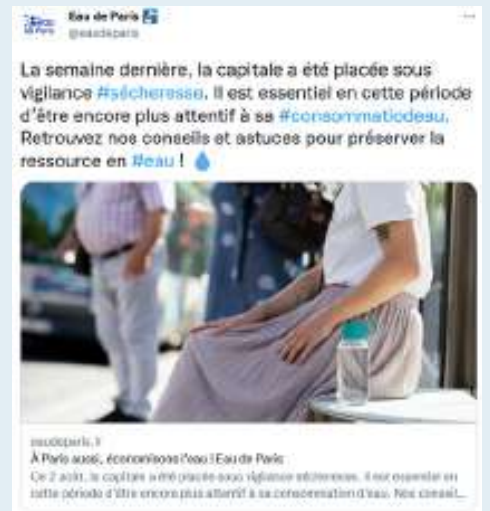 Eau de Paris
@eaudeparis
La semaine dernière, la capitale a été placée sous
vigilance #sécheresse. Il est essentiel en cette période
d'être encore plus attentif à sa #consommatiodeau.
Retrouvez nos conseils et astuces pour préserver la
ressource en #eau !
eaudeparis.fr
À Paris aussi, économisons l'eau ! Eau de Paris
Ce 2 août, la capitale a été placée sous vigilance sécheresse. Il est essentiel en
cette période d'être encore plus attentif à sa consommation d'eau. Nos conseil...